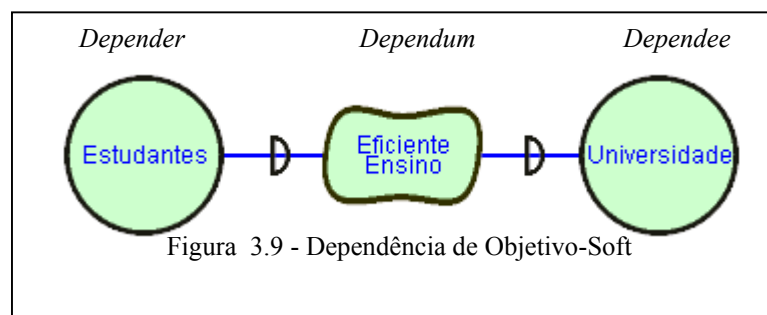 Depender Dependum Dependee
Estudantes
Eficiente
Ensino
Universidade
Figura 3.9 - Dependência de Objetivo-Soft